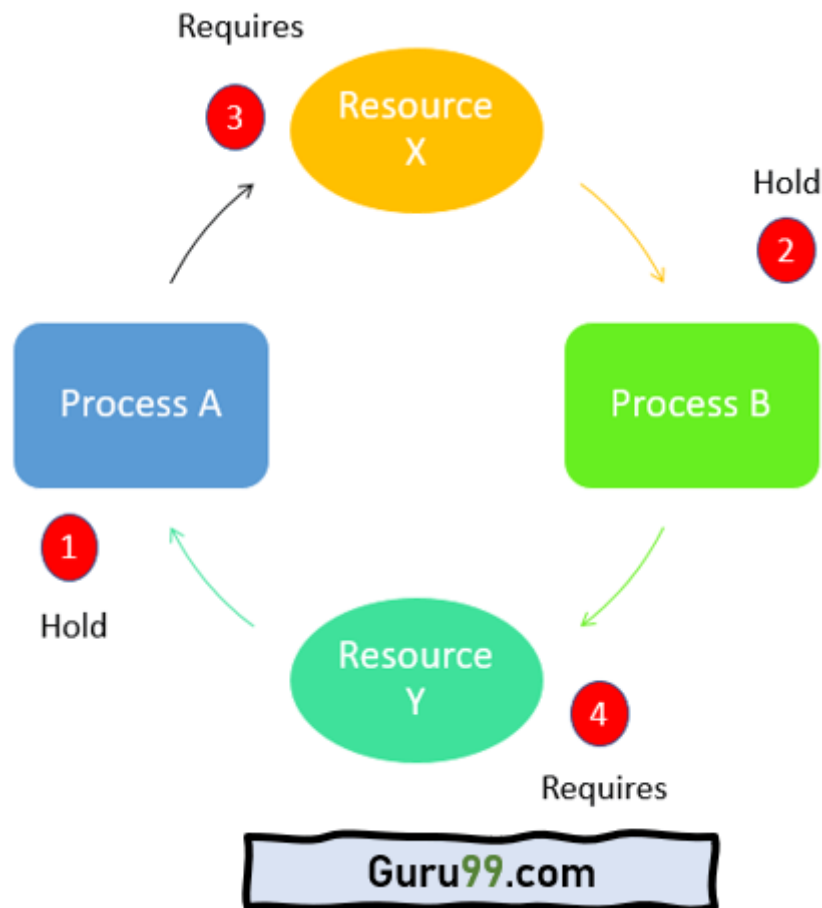 Requires
3
Resource
X
Hold
2
Process A
Process B
1
Hold
Resource
Y
4
Requires
Guru99.com